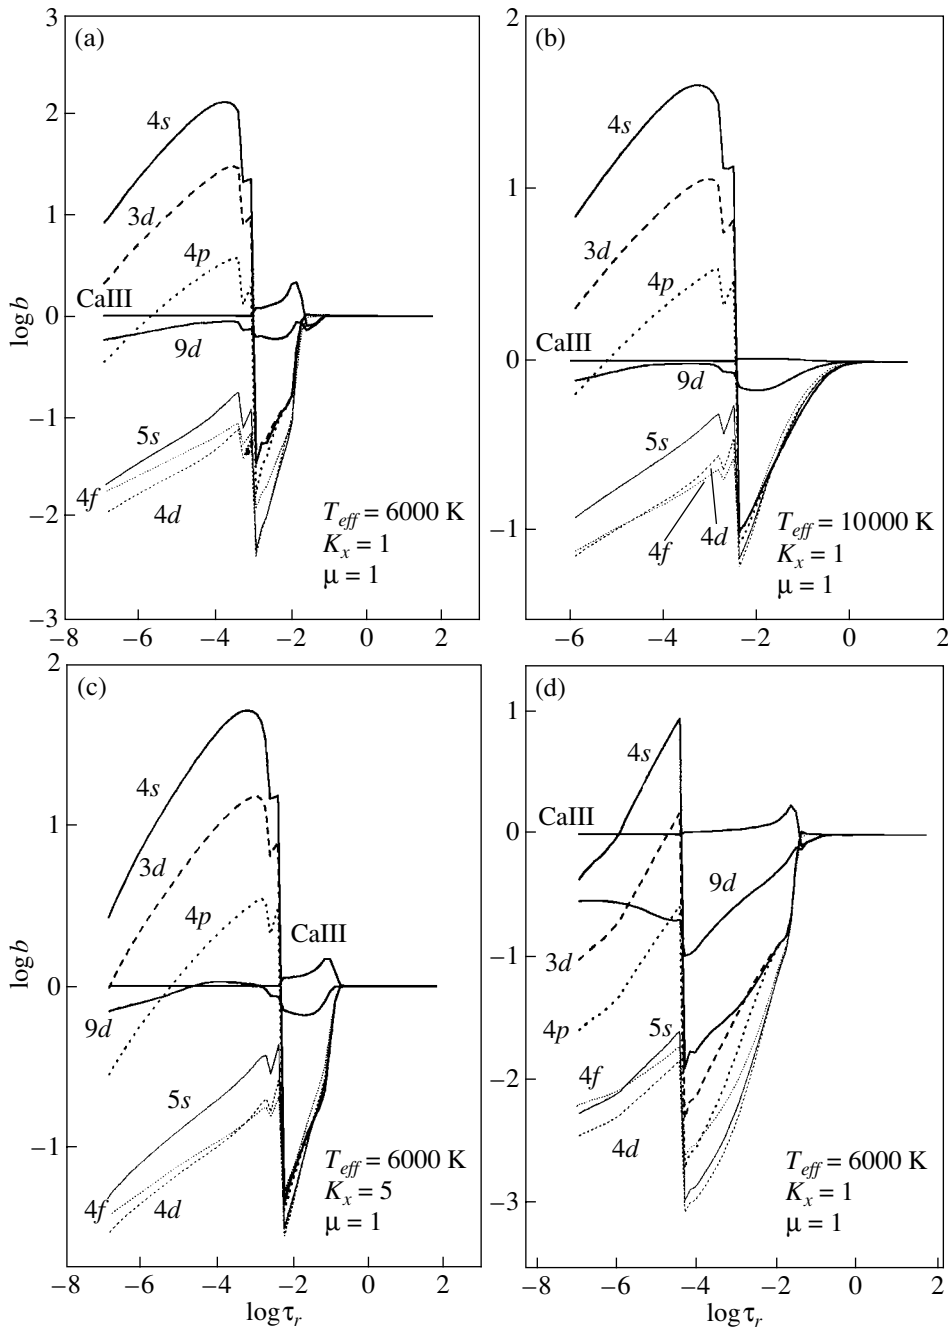 (a)
3
2
1
0
−1
−2
−3
log b
4s
3d
4p
CaIII
9d
5s
4f
4d
T_eff = 6000 K
K_x = 1
μ = 1
−8 −6 −4 −2 0 2
(b)
2
1
0
−1
4s
3d
4p
CaIII
9d
5s
4f 4d
T_eff = 10000 K
K_x = 1
μ = 1
−6 −4 −2 0 2
(c)
2
1
0
−1
log b
4s
3d
4p
CaIII
9d
5s
4f 4d
T_eff = 6000 K
K_x = 5
μ = 1
−8 −6 −4 −2 0 2
log τ_r
(d)
1
0
−1
−2
−3
4s
CaIII
9d
3d
4p
5s
4f
4d
T_eff = 6000 K
K_x = 1
μ = 1
−8 −6 −4 −2 0 2
log τ_r